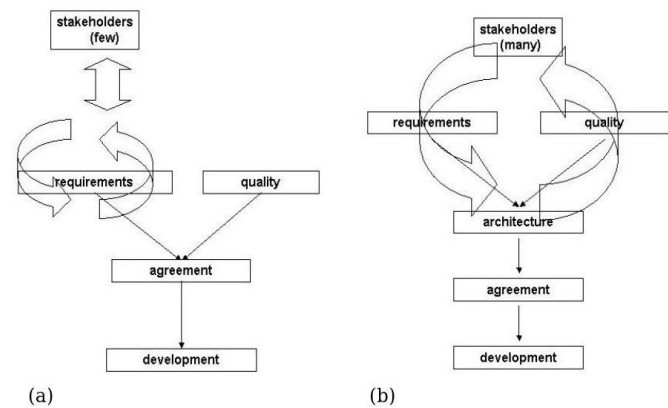 stakeholders
(few)
requirements
quality
agreement
development
(a)
stakeholders
(many)
requirements
quality
architecture
agreement
development
(b)